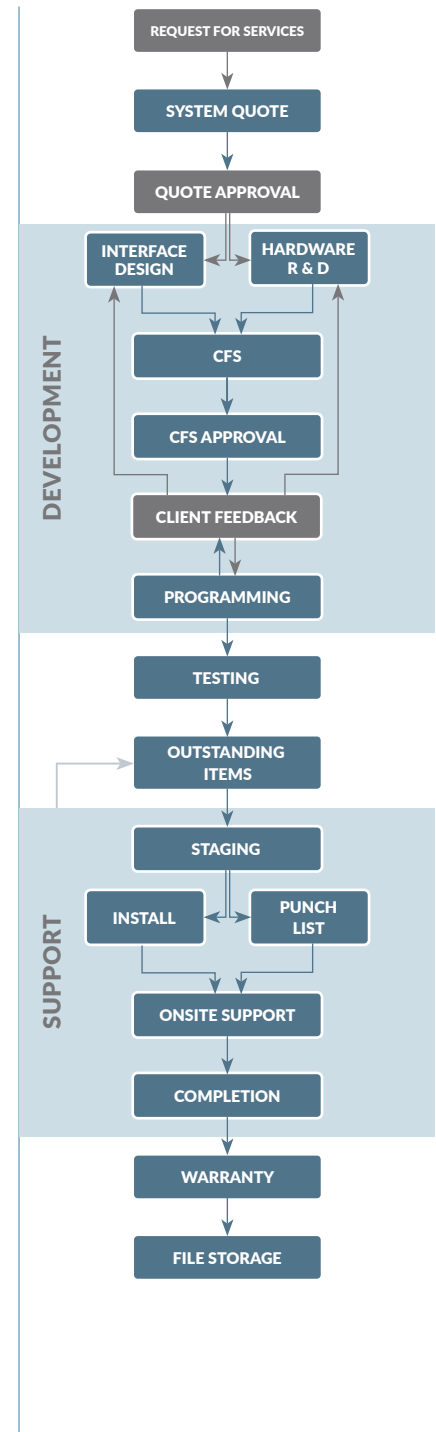 REQUEST FOR SERVICES
SYSTEM QUOTE
QUOTE APPROVAL
DEVELOPMENT
INTERFACE
DESIGN
HARDWARE
R & D
CFS
CFS APPROVAL
CLIENT FEEDBACK
PROGRAMMING
TESTING
OUTSTANDING
ITEMS
SUPPORT
STAGING
INSTALL
PUNCH
LIST
ONSITE SUPPORT
COMPLETION
WARRANTY
FILE STORAGE